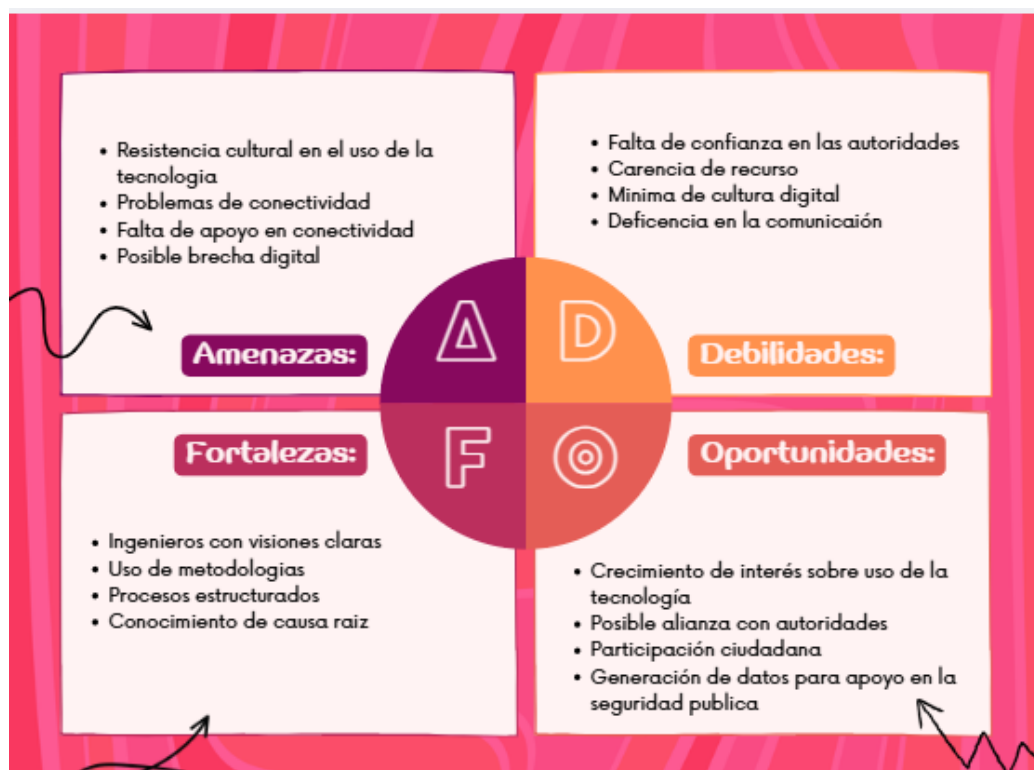 • Resistencia cultural en el uso de la
tecnologia
• Problemas de conectividad
• Falta de apoyo en conectividad
• Posible brecha digital
Amenazas:
• Falta de confianza en las autoridades
• Carencia de recurso
• Minima de cultura digital
• Deficencia en la comunicaión
Debilidades:
A D
F O
Fortalezas:
• Ingenieros con visiones claras
• Uso de metodologias
• Procesos estructurados
• Conocimiento de causa raiz
Oportunidades:
• Crecimiento de interés sobre uso de la
tecnología
• Posible alianza con autoridades
• Participación ciudadana
• Generación de datos para apoyo en la
seguridad publica